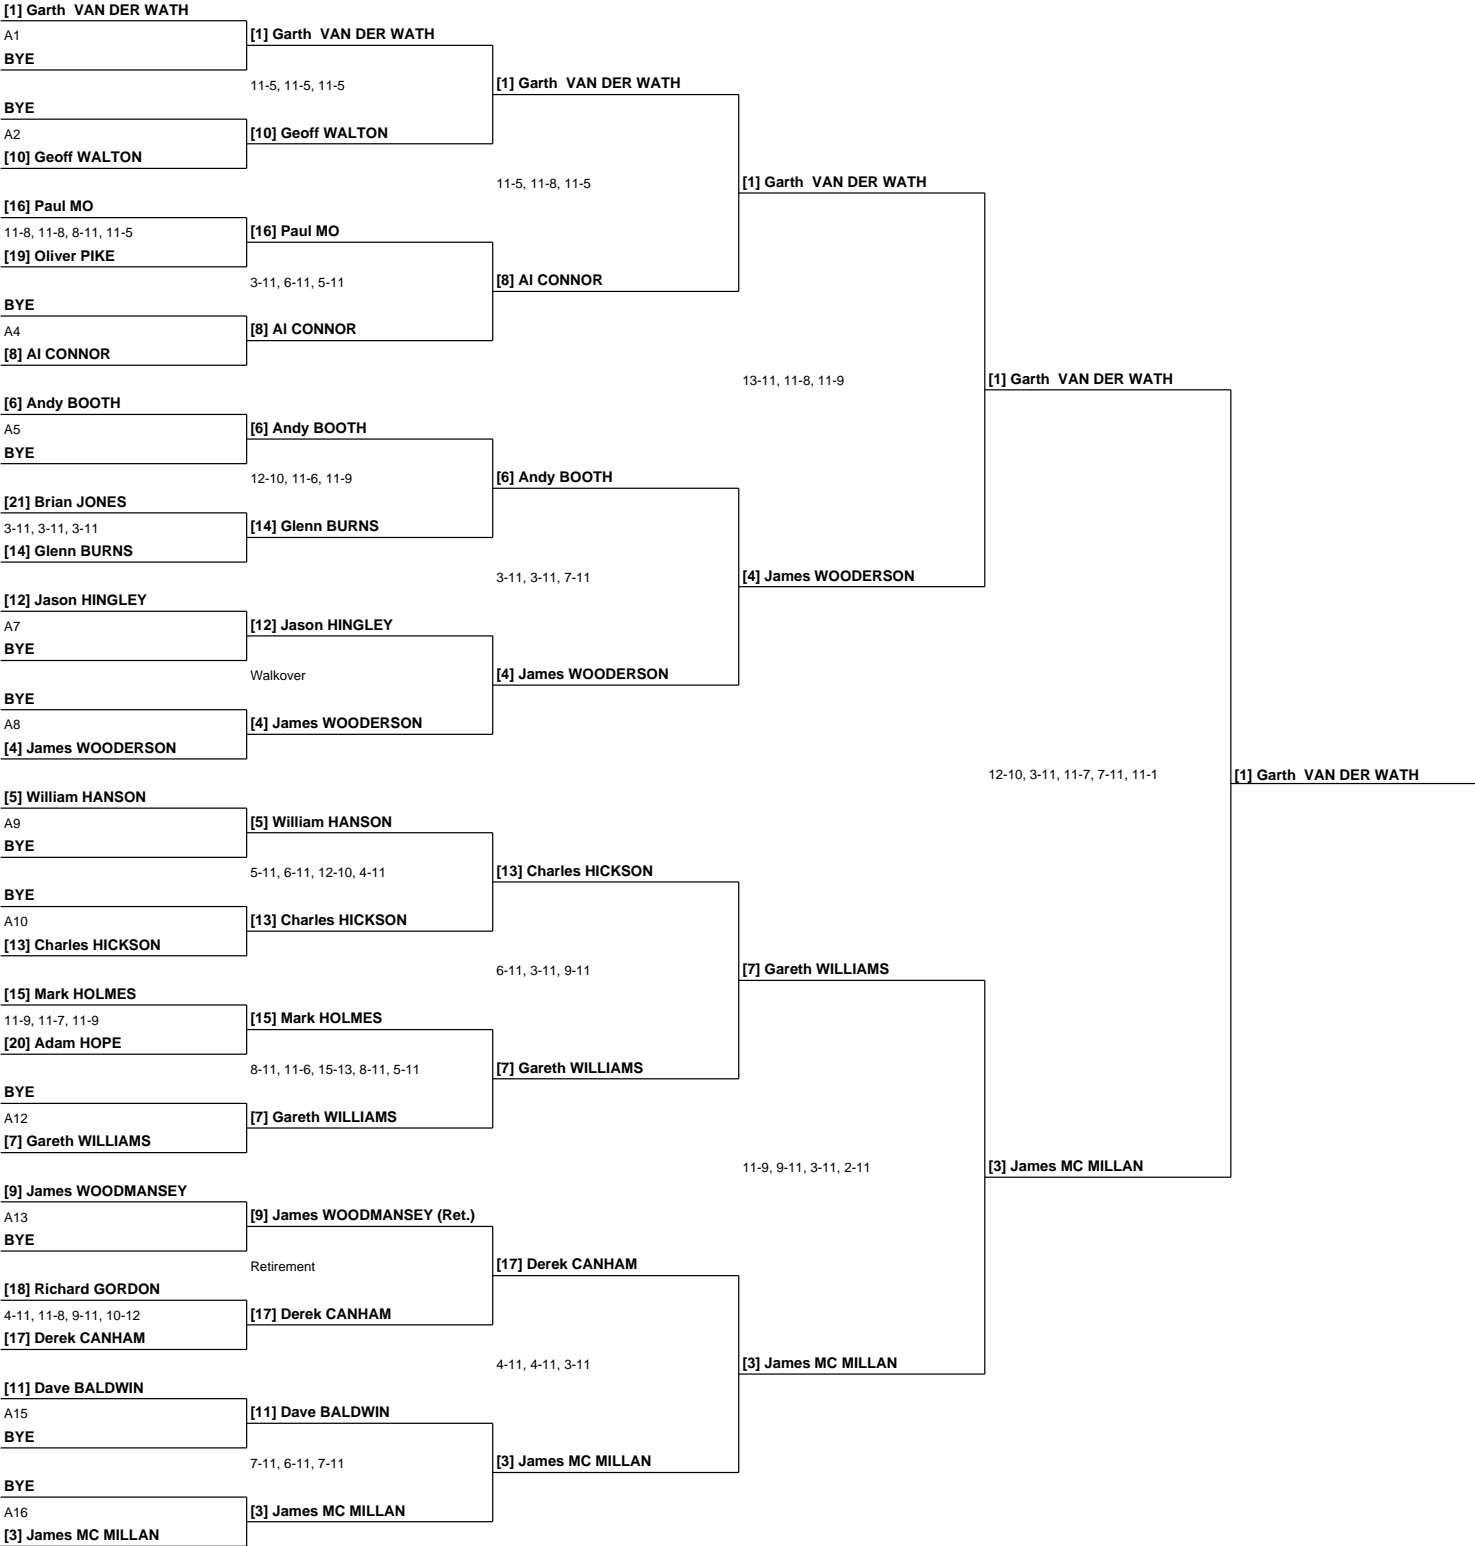 [1] Garth  VAN DER WATH
A1
BYE
BYE
A2
[10] Geoff WALTON
[16] Paul MO
11-8, 11-8, 8-11, 11-5
[19] Oliver PIKE
BYE
A4
[8] Al CONNOR
[6] Andy BOOTH
A5
BYE
[21] Brian JONES
3-11, 3-11, 3-11
[14] Glenn BURNS
[12] Jason HINGLEY
A7
BYE
BYE
A8
[4] James WOODERSON
[5] William HANSON
A9
BYE
BYE
A10
[13] Charles HICKSON
[15] Mark HOLMES
11-9, 11-7, 11-9
[20] Adam HOPE
BYE
A12
[7] Gareth WILLIAMS
[9] James WOODMANSEY
A13
BYE
[18] Richard GORDON
4-11, 11-8, 9-11, 10-12
[17] Derek CANHAM
[11] Dave BALDWIN
A15
BYE
BYE
A16
[3] James MC MILLAN
[1] Garth  VAN DER WATH
11-5, 11-5, 11-5
[10] Geoff WALTON
[16] Paul MO
3-11, 6-11, 5-11
[8] Al CONNOR
[6] Andy BOOTH
12-10, 11-6, 11-9
[14] Glenn BURNS
[12] Jason HINGLEY
Walkover
[4] James WOODERSON
[5] William HANSON
5-11, 6-11, 12-10, 4-11
[13] Charles HICKSON
[15] Mark HOLMES
8-11, 11-6, 15-13, 8-11, 5-11
[7] Gareth WILLIAMS
[9] James WOODMANSEY (Ret.)
Retirement
[17] Derek CANHAM
[11] Dave BALDWIN
7-11, 6-11, 7-11
[3] James MC MILLAN
[1] Garth  VAN DER WATH
11-5, 11-8, 11-5
[8] Al CONNOR
[6] Andy BOOTH
3-11, 3-11, 7-11
[4] James WOODERSON
[13] Charles HICKSON
6-11, 3-11, 9-11
[7] Gareth WILLIAMS
[17] Derek CANHAM
4-11, 4-11, 3-11
[3] James MC MILLAN
[1] Garth  VAN DER WATH
13-11, 11-8, 11-9
[4] James WOODERSON
[7] Gareth WILLIAMS
11-9, 9-11, 3-11, 2-11
[3] James MC MILLAN
[1] Garth  VAN DER WATH
12-10, 3-11, 11-7, 7-11, 11-1
[3] James MC MILLAN
[1] Garth  VAN DER WATH